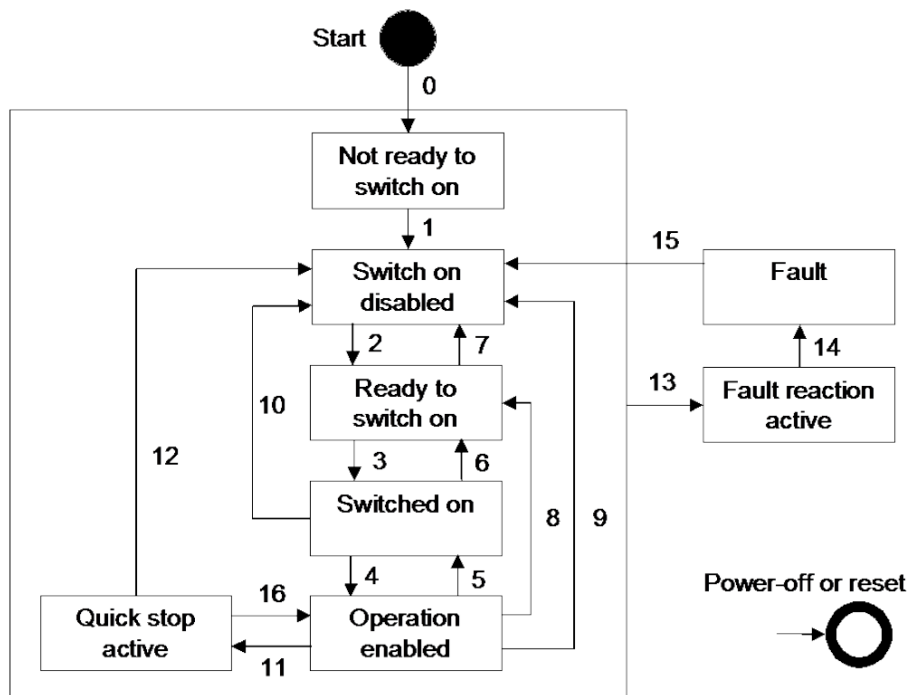 Start
0
Not ready to
switch on
1
15
Switch on
disabled
Fault
2
7
14
10
Ready to
switch on
13
Fault reaction
active
12
3
6
Switched on
8
9
4
5
16
Power-off or reset
Quick stop
active
Operation
enabled
11